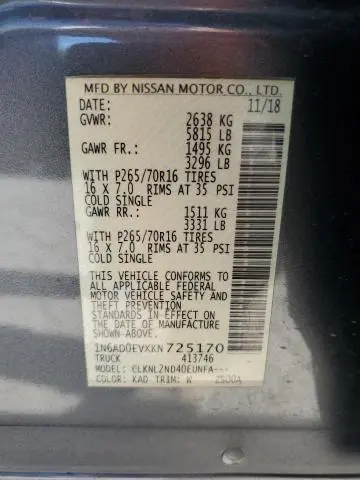 MFD BY NISSAN MOTOR CO., LTD.
DATE: 11/18
GVWR: 2638 KG
5815 LB
GAWR FR.: 1495 KG
3296 LB
WITH P265/70R16 TIRES
16 X 7.0 RIMS AT 35 PSI
COLD SINGLE
GAWR RR.: 1511 KG
3331 LB
WITH P265/70R16 TIRES
16 X 7.0 RIMS AT 35 PSI
COLD SINGLE
THIS VEHICLE CONFORMS TO
ALL APPLICABLE FEDERAL
MOTOR VEHICLE SAFETY AND
THEFT PREVENTION
STANDARDS IN EFFECT ON
THE DATE OF MANUFACTURE
SHOWN ABOVE.
1N6AD0EVXKN725170
TRUCK 413746
MODEL: CLKNLZND40EUNFA---
COLOR: KAD TRIM: W 2500A